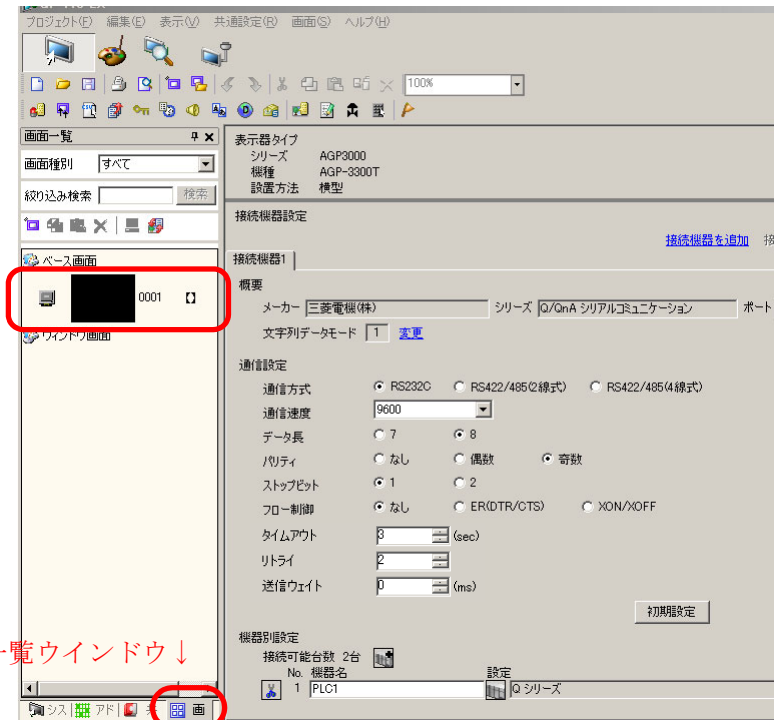 プロジェクト(F) 編集(E) 表示(V) 共通設定(R) 画面(S) ヘルプ(H)
100%
画面一覧
画面種別 すべて
絞り込み検索 検索
ベース画面
0001
ウィンドウ画面
一覧ウインドウ↓
シス アド 共 画
表示器タイプ
シリーズ AGP3000
機種 AGP-3300T
設置方法 横型
接続機器設定
接続機器を追加 接
接続機器1
概要
メーカー 三菱電機(株) シリーズ Q/QnA シリアルコミュニケーション ポート
文字列データモード 1 変更
通信設定
通信方式 RS232C RS422/485(2線式) RS422/485(4線式)
通信速度 9600
データ長 7 8
パリティ なし 偶数 奇数
ストップビット 1 2
フロー制御 なし ER(DTR/CTS) XON/XOFF
タイムアウト 3 (sec)
リトライ 2
送信ウェイト 0 (ms)
初期設定
機器別設定
接続可能台数 2台
No. 機器名 設定
1 PLC1 Q シリーズ